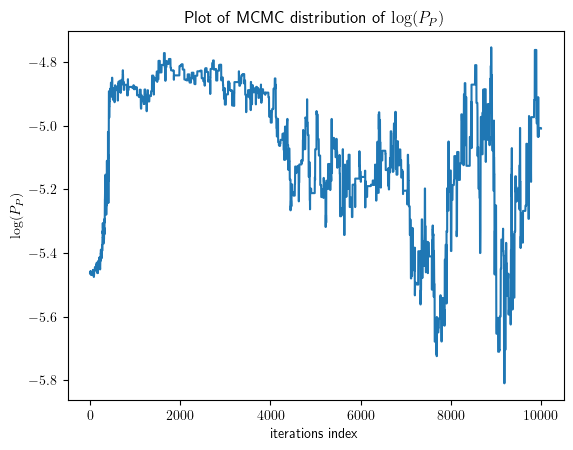 Plot of MCMC distribution of log(P_P)
log(P_P)
−4.8
−5.0
−5.2
−5.4
−5.6
−5.8
0 2000 4000 6000 8000 10000
iterations index